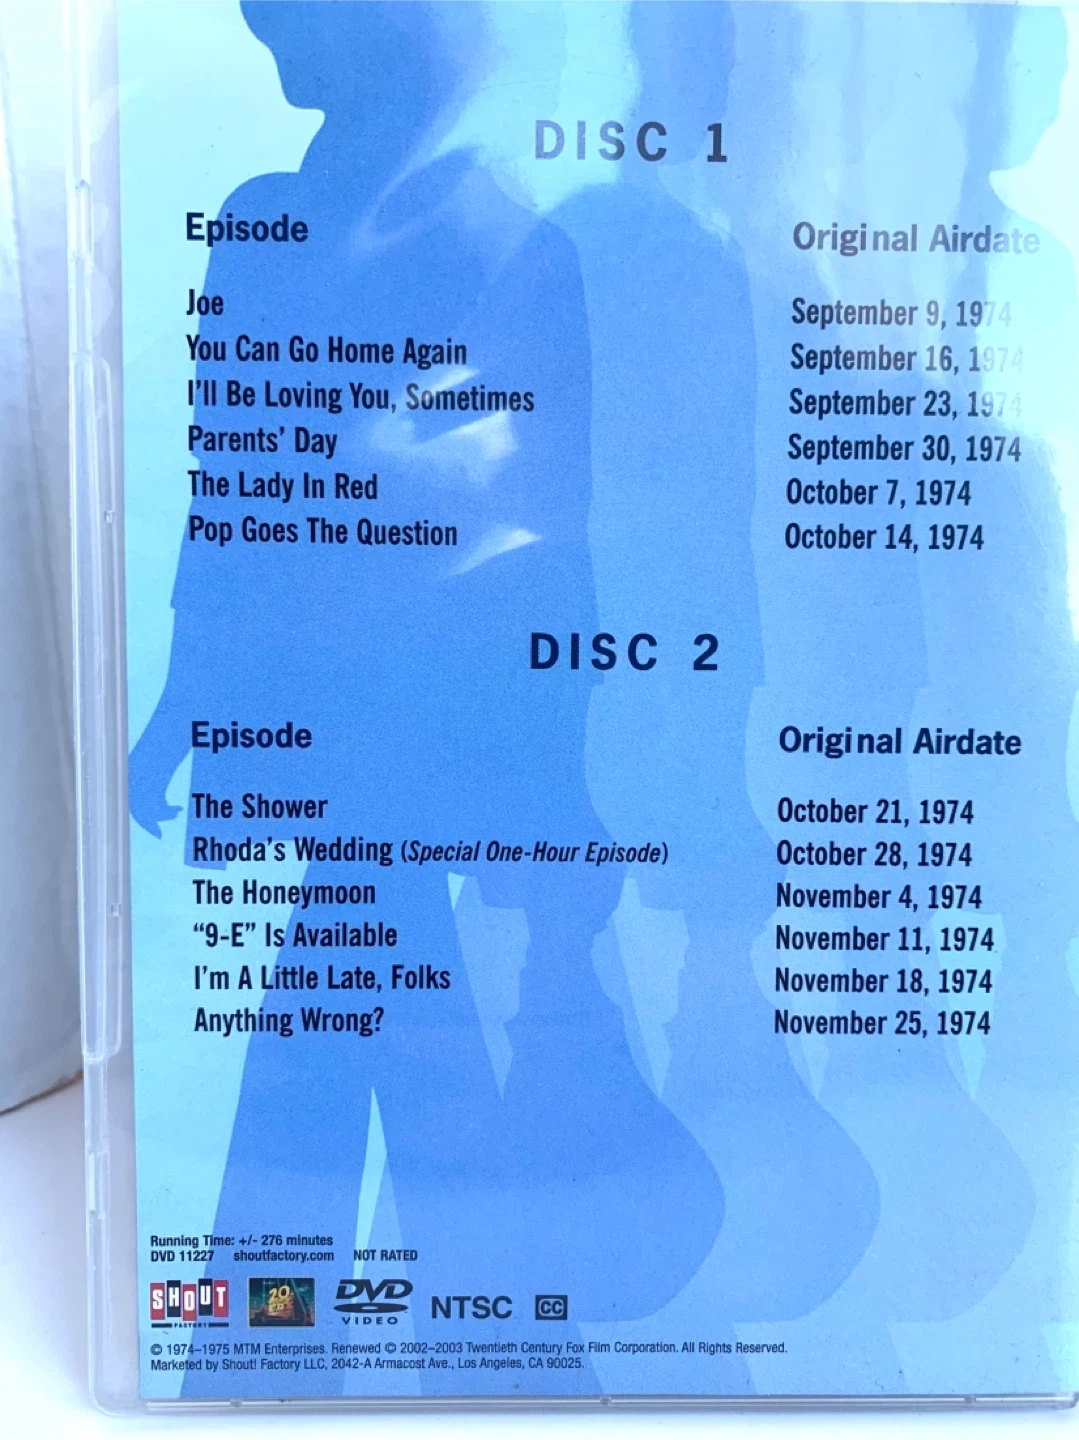 DISC 1
Episode Original Airdate
Joe September 9, 1974
You Can Go Home Again September 16, 1974
I'll Be Loving You, Sometimes September 23, 1974
Parents' Day September 30, 1974
The Lady In Red October 7, 1974
Pop Goes The Question October 14, 1974
DISC 2
Episode Original Airdate
The Shower October 21, 1974
Rhoda's Wedding (Special One-Hour Episode) October 28, 1974
The Honeymoon November 4, 1974
“9-E” Is Available November 11, 1974
I'm A Little Late, Folks November 18, 1974
Anything Wrong? November 25, 1974
Running Time: +/- 276 minutes
DVD 11227 shoutfactory.com NOT RATED
SHOUT FACTORY 20 DVD VIDEO NTSC CC
© 1974–1975 MTM Enterprises. Renewed © 2002–2003 Twentieth Century Fox Film Corporation. All Rights Reserved.
Marketed by Shout! Factory LLC, 2042-A Armacost Ave., Los Angeles, CA 90025.